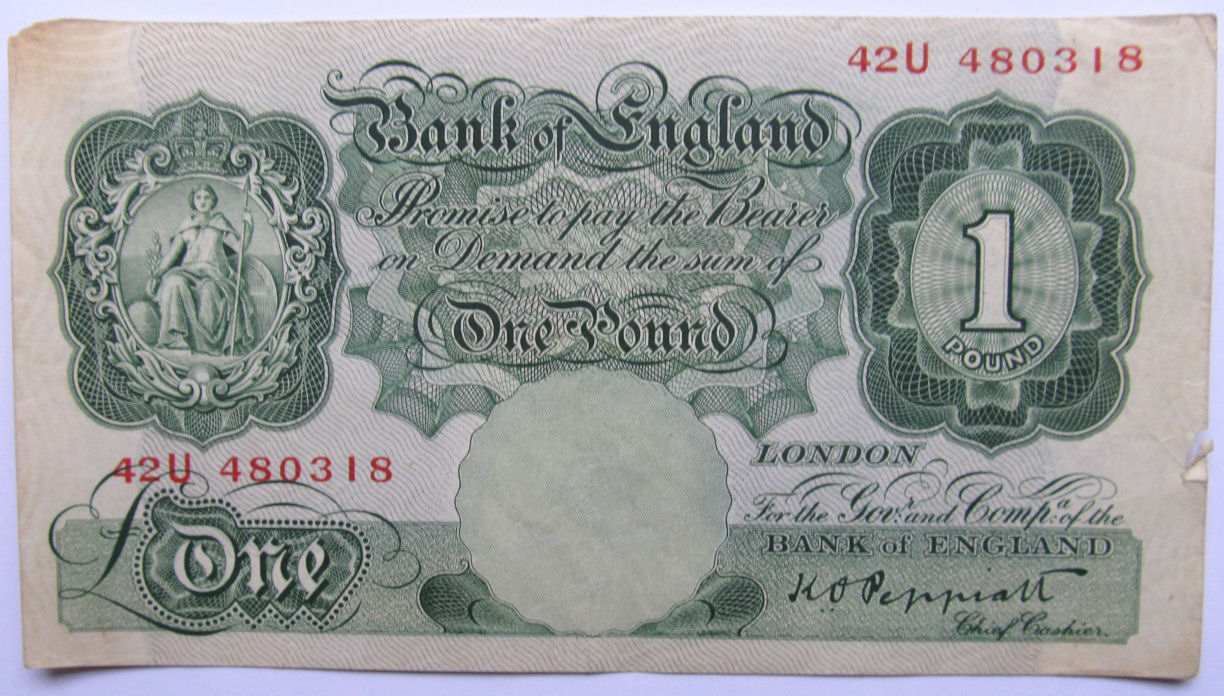 42U 480318
Bank of England
Promise to pay the Bearer
on Demand the sum of
One Pound
1
POUND
42U 480318
£One
LONDON
For the Govr. and Compa. of the
BANK of ENGLAND
K O Peppiatt
Chief Cashier.